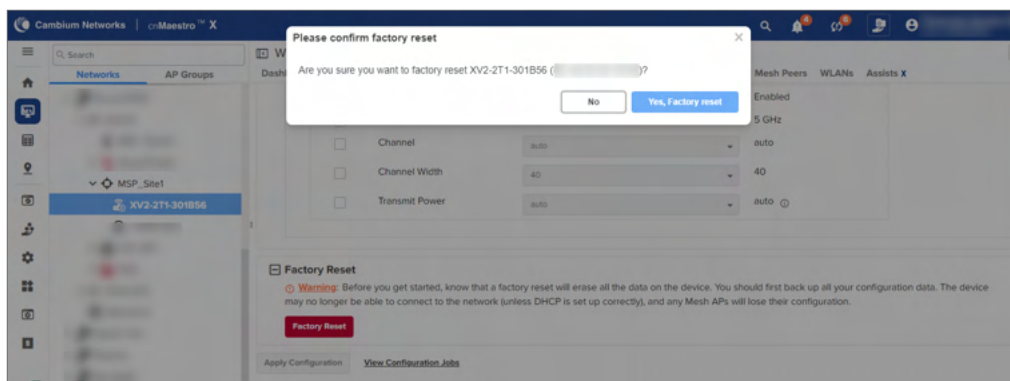 Cambium Networks | cnMaestro™ X
4
6
Please confirm factory reset
Are you sure you want to factory reset XV2-2T1-301B56 ( )?
No
Yes, Factory reset
Search
W
Networks
AP Groups
Dash
Mesh Peers
WLANs
Assists X
Enabled
5 GHz
Channel
auto
auto
Channel Width
40
40
Transmit Power
auto
auto
MSP_Site1
XV2-2T1-301B56
Factory Reset
Warning: Before you get started, know that a factory reset will erase all the data on the device. You should first back up all your configuration data. The device
may no longer be able to connect to the network (unless DHCP is set up correctly), and any Mesh APs will lose their configuration.
Factory Reset
Apply Configuration
View Configuration Jobs